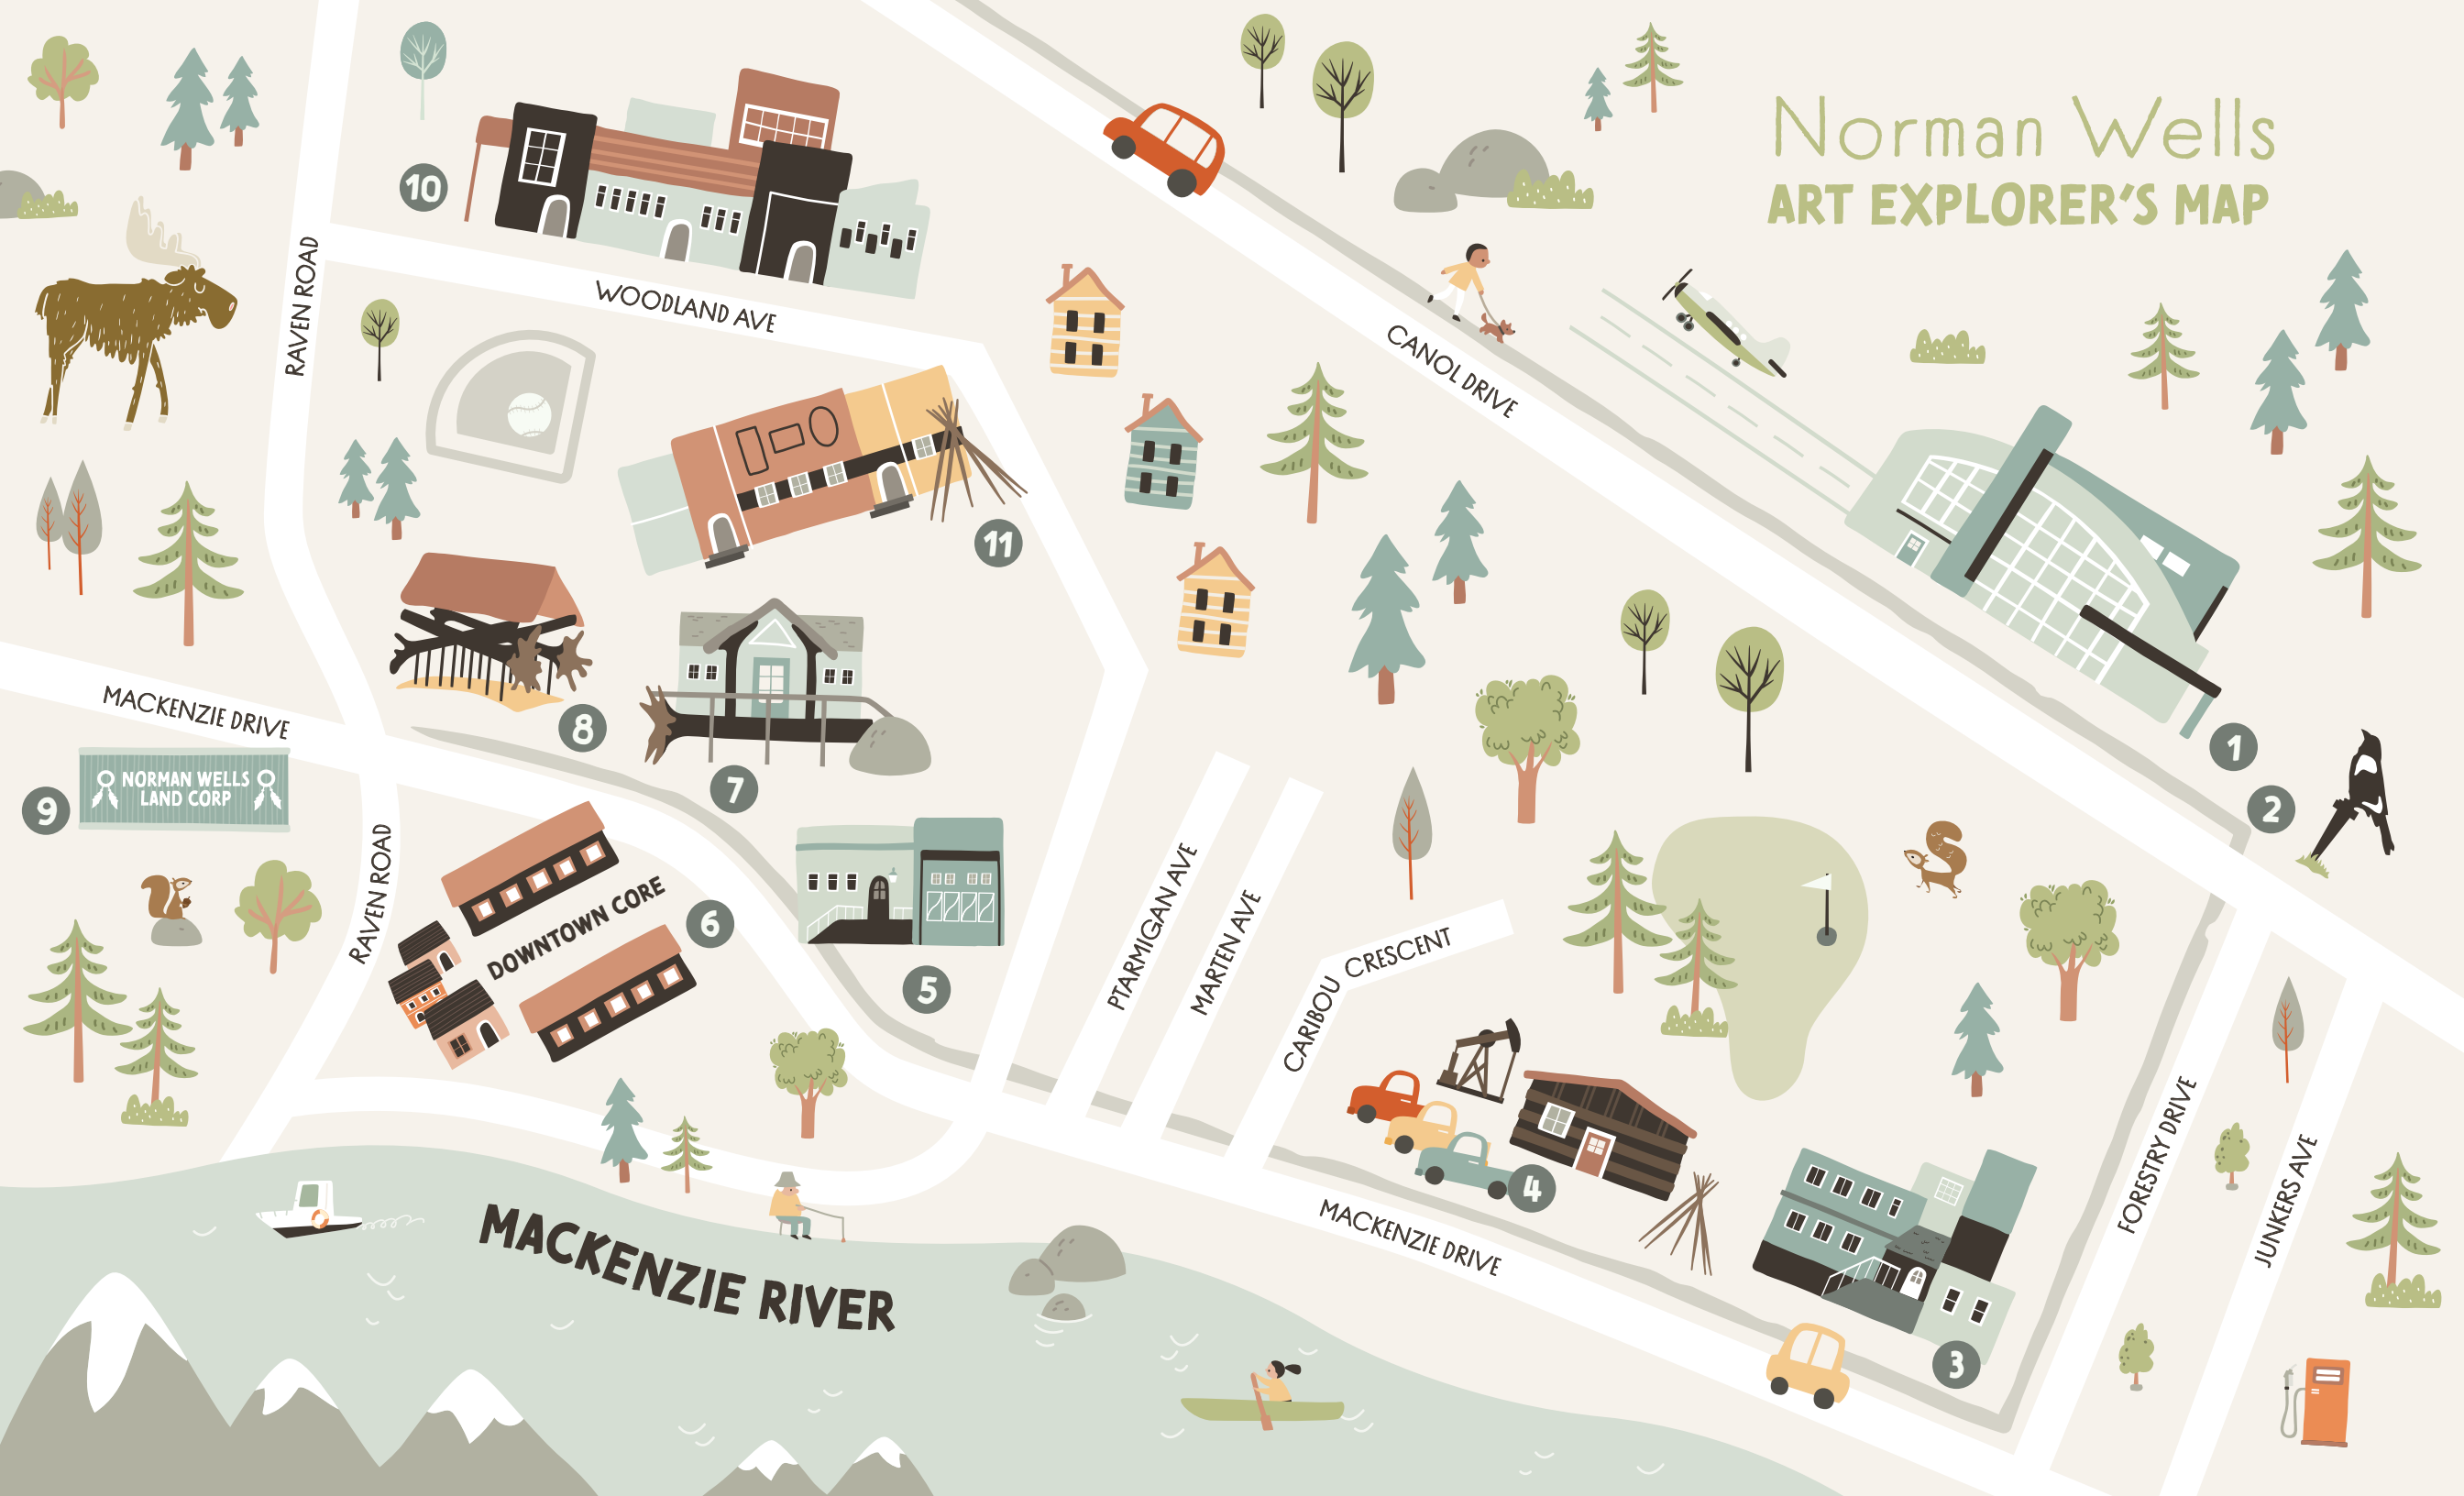 Norman Wells
ART EXPLORER'S MAP
10
RAVEN ROAD
WOODLAND AVE
CANOL DRIVE
11
MACKENZIE DRIVE
8
7
1
2
9
NORMAN WELLS
LAND CORP
RAVEN ROAD
DOWNTOWN CORE
6
5
PTARMIGAN AVE
MARTEN AVE
CARIBOU CRESCENT
4
MACKENZIE DRIVE
3
FORESTRY DRIVE
JUNKERS AVE
MACKENZIE RIVER